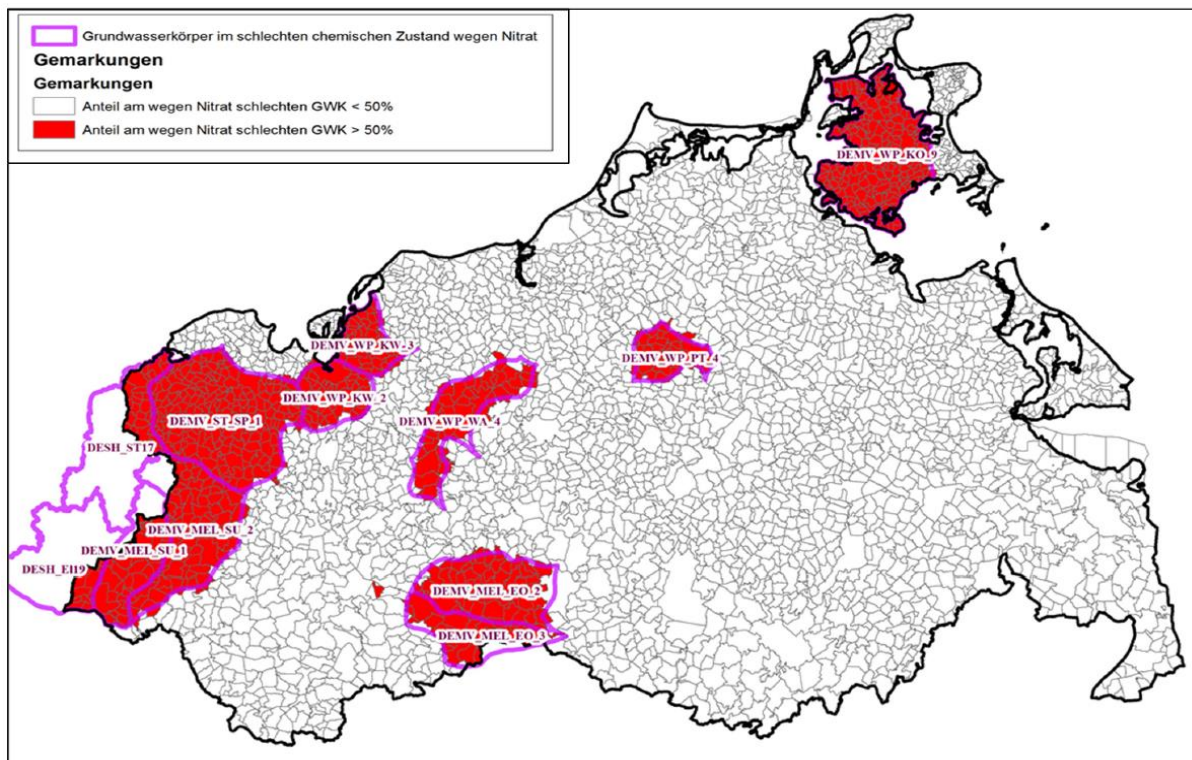 Grundwasserkörper im schlechten chemischen Zustand wegen Nitrat
Gemarkungen
Gemarkungen
Anteil am wegen Nitrat schlechten GWK < 50%
Anteil am wegen Nitrat schlechten GWK > 50%
DEMV_WP_KO_9
DEMV_WP_KW_3
DEMV_WP_PT_4
DEMV_WP_KW_2
DEMV_ST_SP_1
DEMV_WP_WA_4
DESH_ST17
DEMV_MEL_SU_2
DEMV_MEL_SU_1
DESH_EI19
DEMV_MEL_EO_2
DEMV_MEL_EO_3